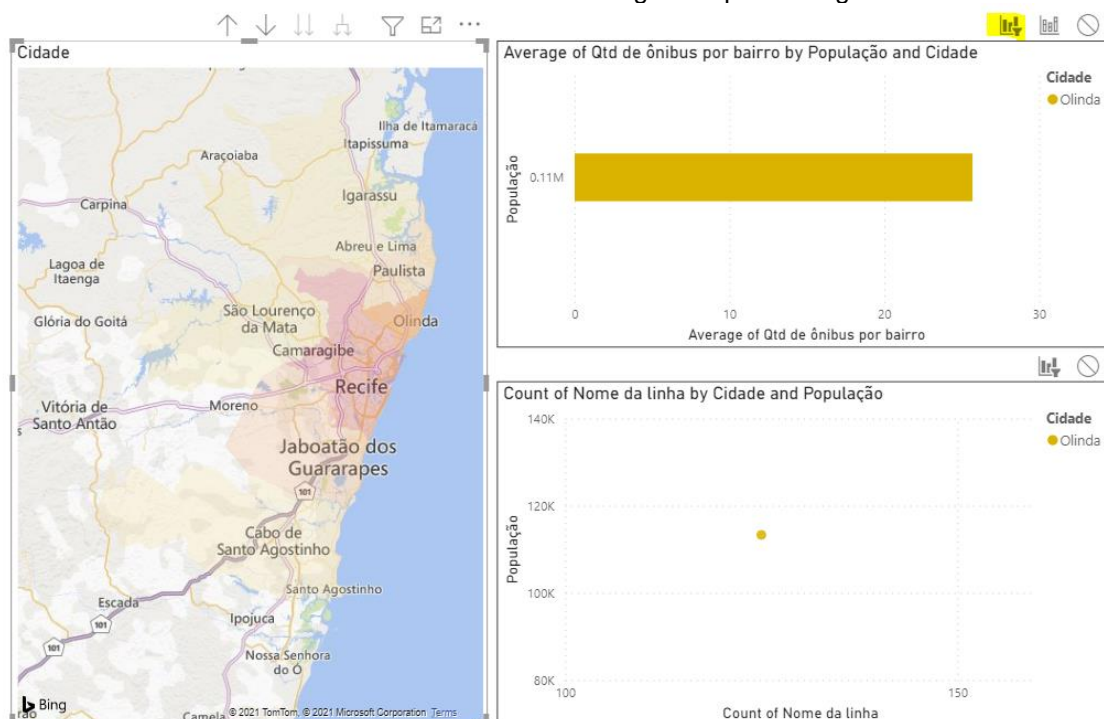 Cidade
Ilha de Itamaracá
Itapissuma
Araçoiaba
Igarassu
Carpina
Abreu e Lima
Paulista
Lagoa de
Itaenga
São Lourenço
da Mata
Glória do Goitá
Olinda
Camaragibe
Recife
Moreno
Vitória de
Santo Antão
Jaboatão dos
Guararapes
101
Cabo de
Santo Agostinho
Santo Agostinho
Escada
101
Ipojuca
101
Nossa Senhora
do Ó
Bing
Camela
© 2021 TomTom, © 2021 Microsoft Corporation Terms
Average of Qtd de ônibus por bairro by População and Cidade
Cidade
Olinda
População
0.11M
0 10 20 30
Average of Qtd de ônibus por bairro
Count of Nome da linha by Cidade and População
Cidade
Olinda
140K
120K
População
100K
80K
100 150
Count of Nome da linha